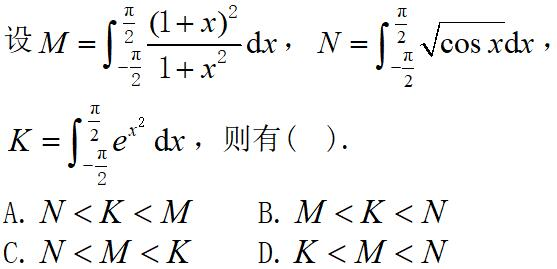 设 $M = \int_{-\frac{\pi}{2}}^{\frac{\pi}{2}} \frac{(1+x)^2}{1+x^2} \mathrm{d}x$，$N = \int_{-\frac{\pi}{2}}^{\frac{\pi}{2}} \sqrt{\cos x} \mathrm{d}x$，
$K = \int_{-\frac{\pi}{2}}^{\frac{\pi}{2}} e^{x^2} \mathrm{d}x$，则有( ).
A. $N < K < M$ B. $M < K < N$
C. $N < M < K$ D. $K < M < N$